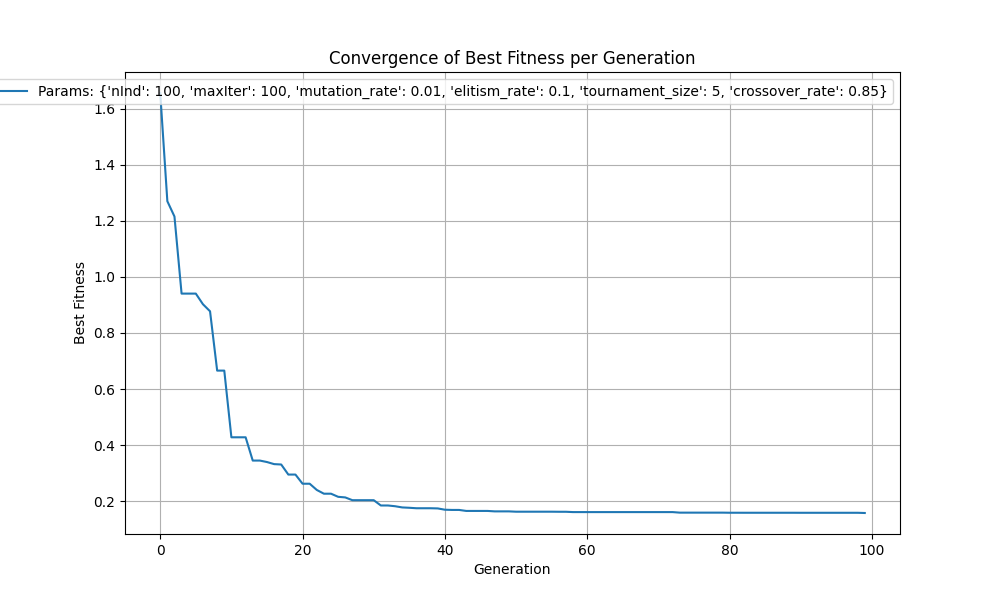 Convergence of Best Fitness per Generation
Params: {'nInd': 100, 'maxIter': 100, 'mutation_rate': 0.01, 'elitism_rate': 0.1, 'tournament_size': 5, 'crossover_rate': 0.85}
1.6
1.4
1.2
1.0
0.8
0.6
0.4
0.2
Best Fitness
0 20 40 60 80 100
Generation